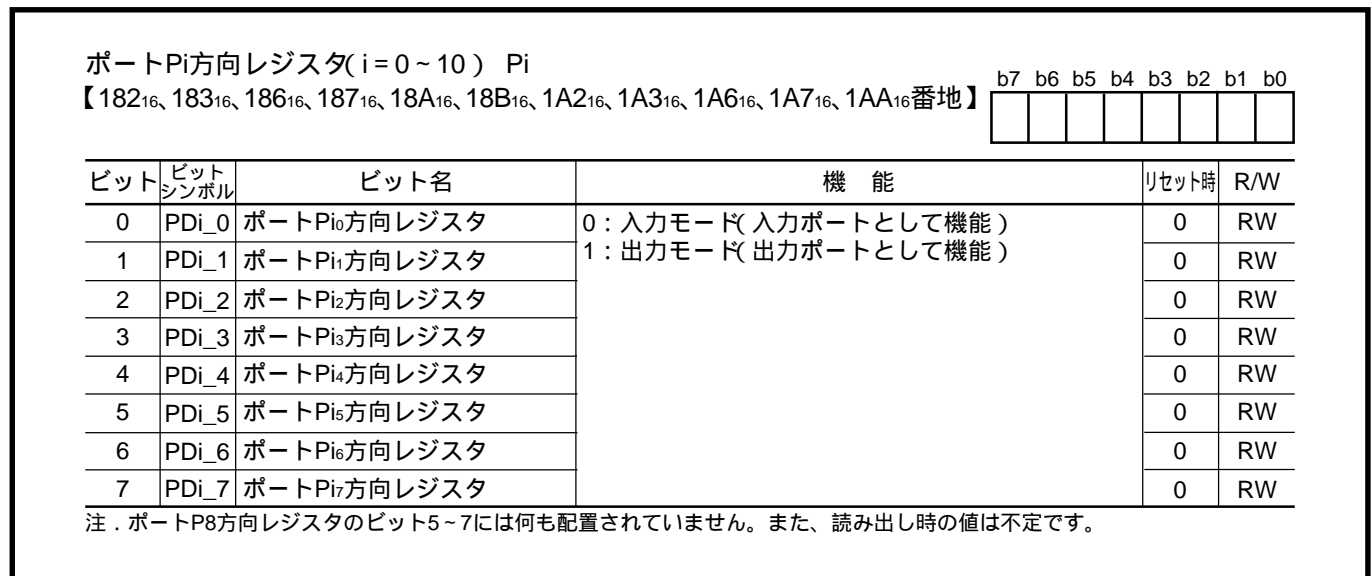 ポートPi方向レジスタ(i=0~10) Pi
【18216、18316、18616、18716、18A16、18B16、1A216、1A316、1A616、1A716、1AA16番地】
b7 b6 b5 b4 b3 b2 b1 b0
ビット ビットシンボル ビット名 機 能 リセット時 R/W
0 PDi_0 ポートPi0方向レジスタ 0:入力モード(入力ポートとして機能) 0 RW
1 PDi_1 ポートPi1方向レジスタ 1:出力モード(出力ポートとして機能) 0 RW
2 PDi_2 ポートPi2方向レジスタ 0 RW
3 PDi_3 ポートPi3方向レジスタ 0 RW
4 PDi_4 ポートPi4方向レジスタ 0 RW
5 PDi_5 ポートPi5方向レジスタ 0 RW
6 PDi_6 ポートPi6方向レジスタ 0 RW
7 PDi_7 ポートPi7方向レジスタ 0 RW
注.ポートP8方向レジスタのビット5~7には何も配置されていません。また、読み出し時の値は不定です。